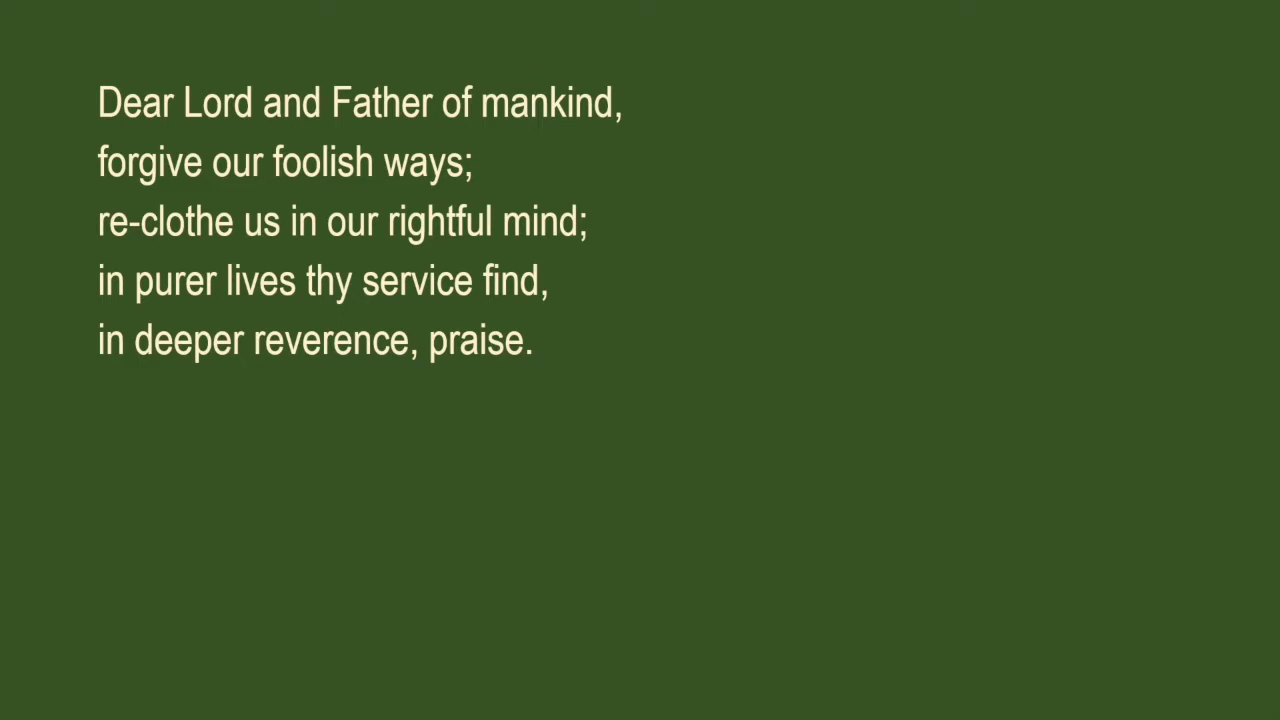 Dear Lord and Father of mankind,
forgive our foolish ways;
re-clothe us in our rightful mind;
in purer lives thy service find,
in deeper reverence, praise.